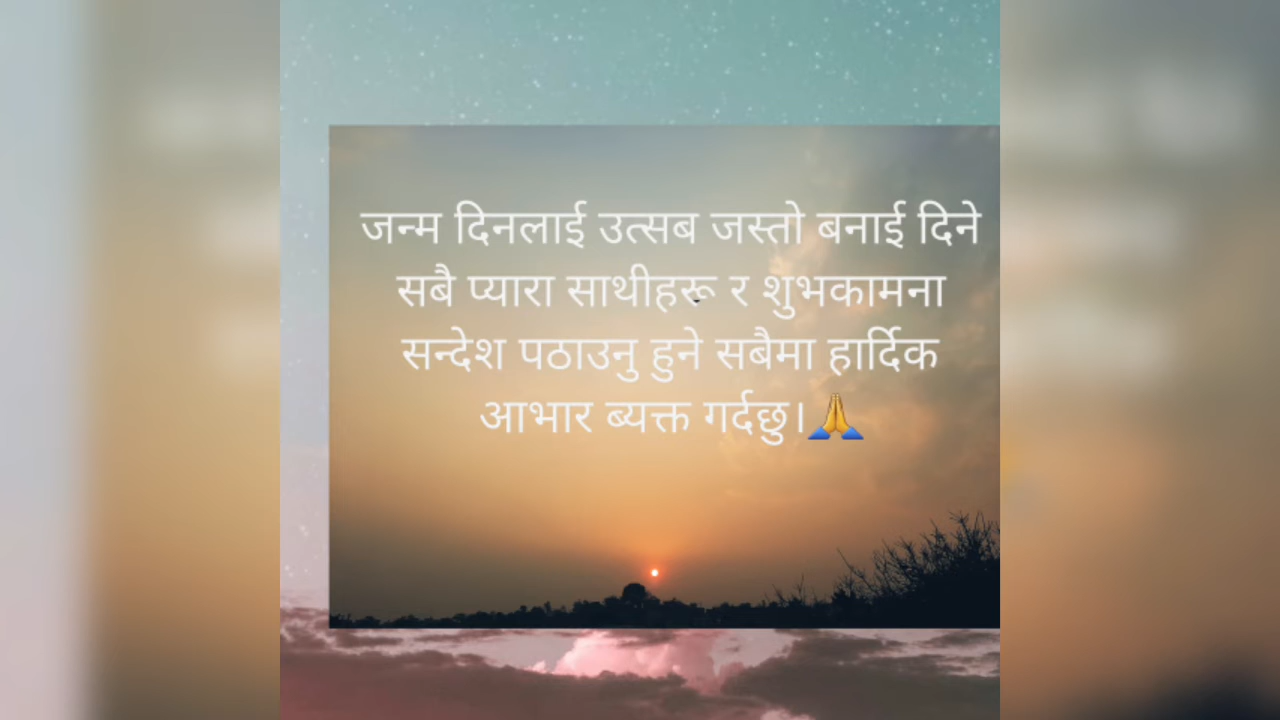 जन्म दिनलाई उत्सब जस्तो बनाई दिने
सबै प्यारा साथीहरू र शुभकामना
सन्देश पठाउनु हुने सबैमा हार्दिक
आभार ब्यक्त गर्दछु।🙏